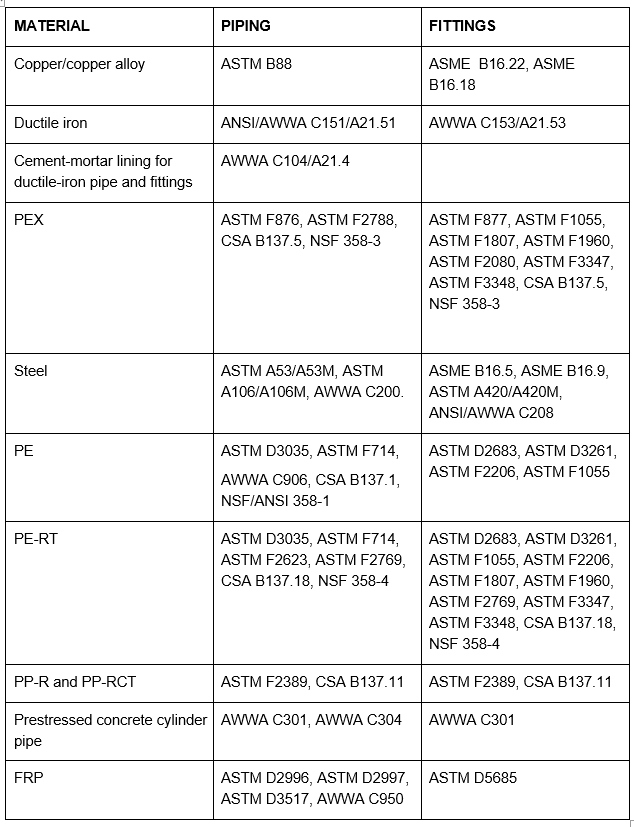 MATERIAL PIPING FITTINGS
Copper/copper alloy ASTM B88 ASME  B16.22, ASME
B16.18
Ductile iron ANSI/AWWA C151/A21.51 AWWA C153/A21.53
Cement-mortar lining for AWWA C104/A21.4
ductile-iron pipe and fittings
PEX ASTM F876, ASTM F2788, ASTM F877, ASTM F1055,
CSA B137.5, NSF 358-3 ASTM F1807, ASTM F1960,
ASTM F2080, ASTM F3347,
ASTM F3348, CSA B137.5,
NSF 358-3
Steel ASTM A53/A53M, ASTM ASME B16.5, ASME B16.9,
A106/A106M, AWWA C200. ASTM A420/A420M,
ANSI/AWWA C208
PE ASTM D3035, ASTM F714, ASTM D2683, ASTM D3261,
AWWA C906, CSA B137.1, ASTM F2206, ASTM F1055
NSF/ANSI 358-1
PE-RT ASTM D3035, ASTM F714, ASTM D2683, ASTM D3261,
ASTM F2623, ASTM F2769, ASTM F1055, ASTM F2206,
CSA B137.18, NSF 358-4 ASTM F1807, ASTM F1960,
ASTM F2769, ASTM F3347,
ASTM F3348, CSA B137.18,
NSF 358-4
PP-R and PP-RCT ASTM F2389, CSA B137.11 ASTM F2389, CSA B137.11
Prestressed concrete cylinder AWWA C301, AWWA C304 AWWA C301
pipe
FRP ASTM D2996, ASTM D2997, ASTM D5685
ASTM D3517, AWWA C950